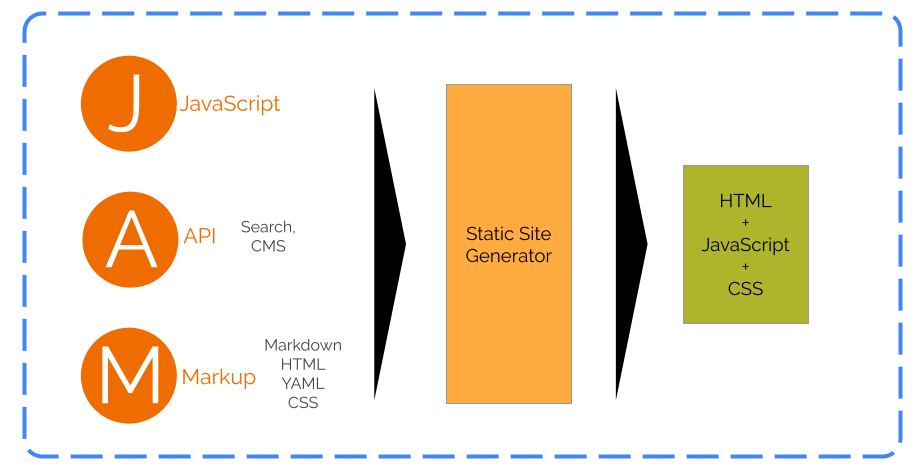 J
JavaScript
A
API
Search,
CMS
M
Markup
Markdown
HTML
YAML
CSS
Static Site
Generator
HTML
+
JavaScript
+
CSS